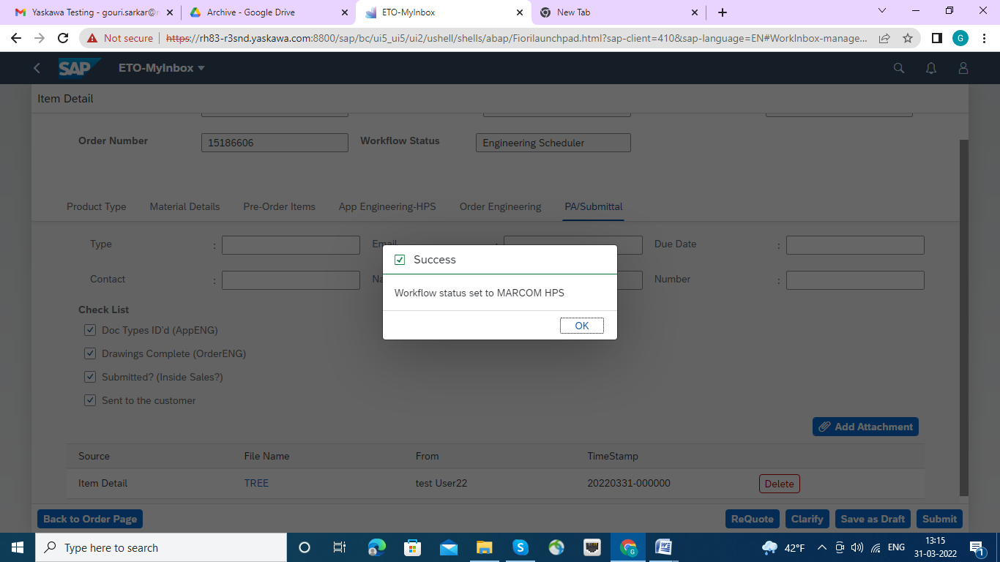 Yaskawa Testing - gouri.sarkar@n
Archive - Google Drive
ETO-MyInbox
New Tab
Not secure
https://rh83-r3snd.yaskawa.com:8800/sap/bc/ui5_ui5/ui2/ushell/shells/abap/Fiorilaunchpad.html?sap-client=410&sap-language=EN#WorkInbox-manage...
G
SAP
ETO-MyInbox
Item Detail
Order Number
15186606
Workflow Status
Engineering Scheduler
Product Type
Material Details
Pre-Order Items
App Engineering-HPS
Order Engineering
PA/Submittal
Type :
Email :
Due Date :
Contact :
Na
Number :
Success
Workflow status set to MARCOM HPS
OK
Check List
Doc Types ID'd (AppENG)
Drawings Complete (OrderENG)
Submitted? (Inside Sales?)
Sent to the customer
Add Attachment
Source File Name From TimeStamp
Item Detail TREE test User22 20220331-000000 Delete
Back to Order Page
ReQuote
Clarify
Save as Draft
Submit
Type here to search
42°F
ENG
13:15
31-03-2022
1